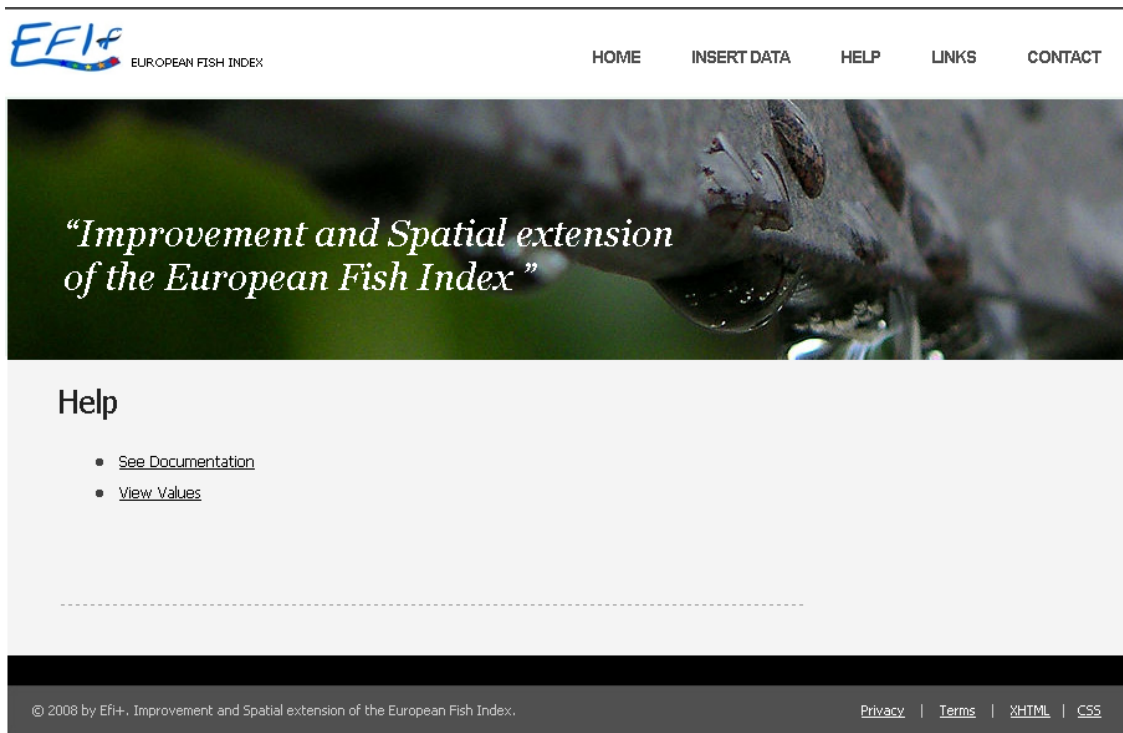 EFI+ EUROPEAN FISH INDEX
HOME INSERT DATA HELP LINKS CONTACT
“Improvement and Spatial extension
of the European Fish Index ”
Help
See Documentation
View Values
© 2008 by Efi+. Improvement and Spatial extension of the European Fish Index.
Privacy | Terms | XHTML | CSS